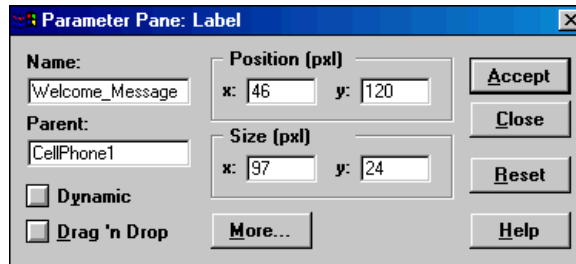 Parameter Pane: Label
Name:
Welcome_Message
Parent:
CellPhone1
Dynamic
Drag 'n Drop
Position (pxl)
x: 46 y: 120
Size (pxl)
x: 97 y: 24
More...
Accept
Close
Reset
Help